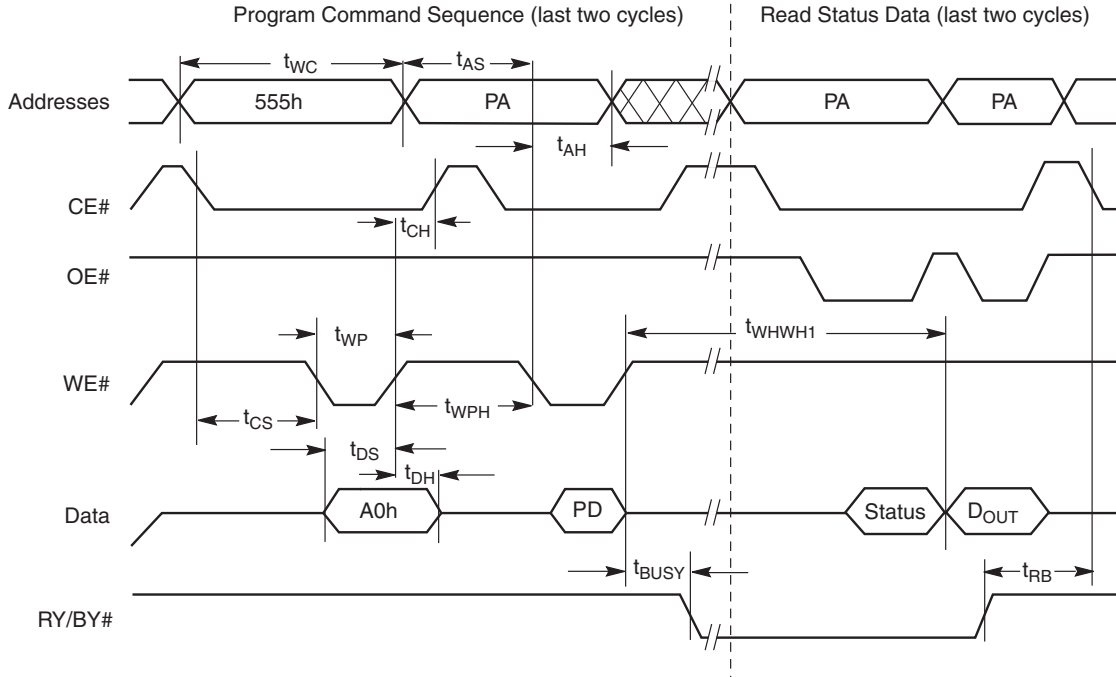 Program Command Sequence (last two cycles)
Read Status Data (last two cycles)
tWC
tAS
Addresses
555h
PA
PA
PA
tAH
CE#
tCH
OE#
tWP
tWHWH1
WE#
tCS
tWPH
tDS
tDH
Data
A0h
PD
Status
DOUT
tBUSY
tRB
RY/BY#